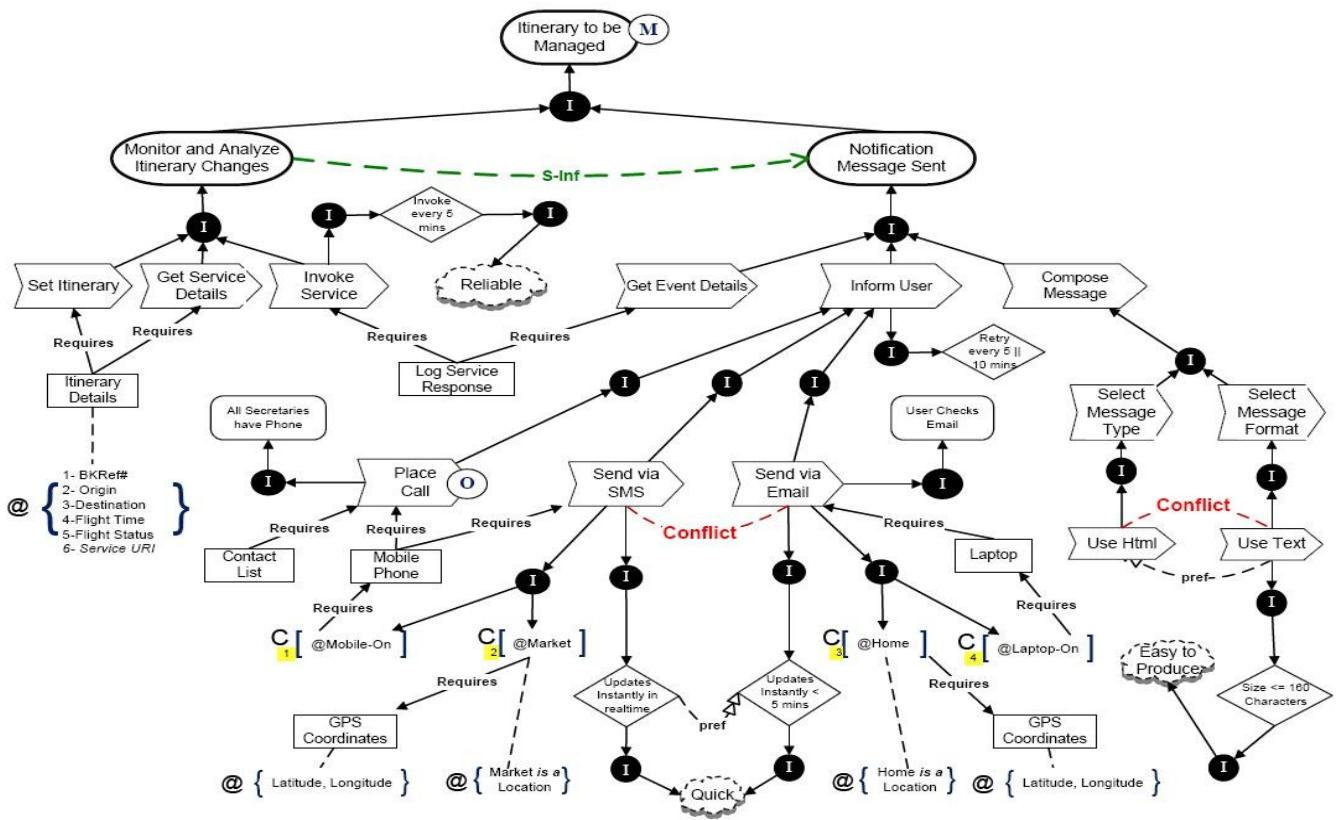 Itinerary to be
Managed
M
I
Monitor and Analyze
Itinerary Changes
S-Inf
Notification
Message Sent
I
I
Invoke
every 5
mins
I
I
Set Itinerary
Get Service
Details
Invoke
Service
Reliable
Get Event Details
Inform User
Compose
Message
Requires
Requires
Requires
Requires
Itinerary
Details
Log Service
Response
I
Retry
every 5 ||
10 mins
I
I
I
I
All Secretaries
have Phone
User Checks
Email
Select
Message
Type
Select
Message
Format
I
Place
Call
O
Send via
SMS
Send via
Email
I
I
I
@ {
1- BKRef#
2- Origin
3-Destination
4-Flight Time
5-Flight Status
6- Service URI
}
Requires
Requires
Requires
Conflict
Requires
Conflict
Contact
List
Mobile
Phone
Laptop
Use Html
Use Text
pref
I
I
I
I
I
Requires
Requires
C1 [ @Mobile-On ]
C2 [ @Market ]
C3 [ @Home ]
C4 [ @Laptop-On ]
Requires
Requires
Updates
Instantly in
realtime
pref
Updates
Instantly <
5 mins
Easy to
Produce
Size <= 160
Characters
GPS
Coordinates
GPS
Coordinates
I
I
I
@ { Latitude, Longitude }
@ { Market is a
Location }
Quick
@ { Home is a
Location }
@ { Latitude, Longitude }